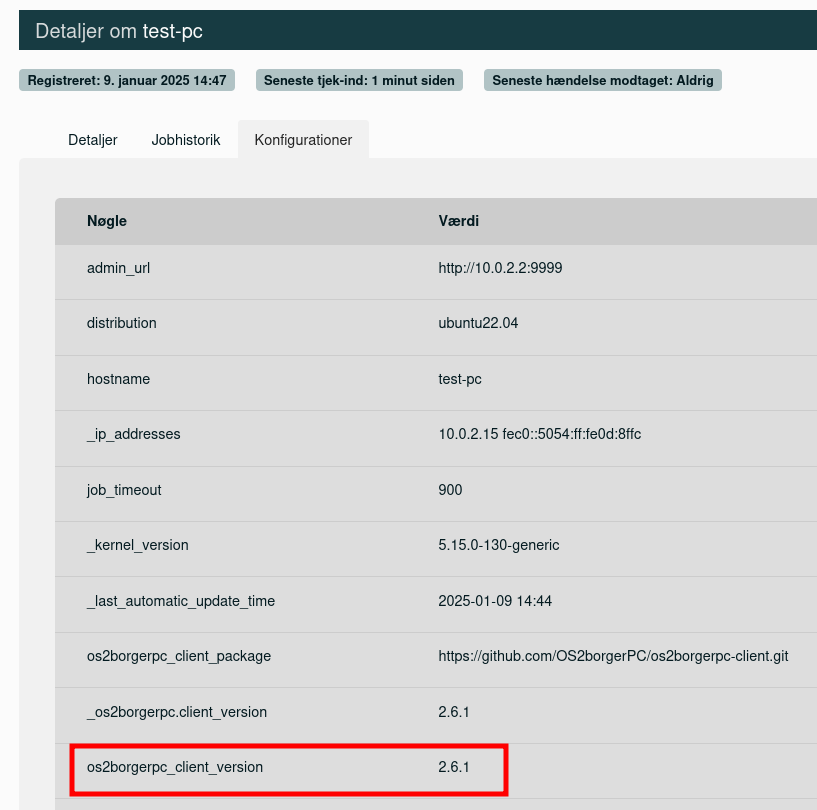 Detaljer om test-pc
Registreret: 9. januar 2025 14:47 Seneste tjek-ind: 1 minut siden Seneste hændelse modtaget: Aldrig
Detaljer Jobhistorik Konfigurationer
Nøgle Værdi
admin_url http://10.0.2.2:9999
distribution ubuntu22.04
hostname test-pc
_ip_addresses 10.0.2.15 fec0::5054:ff:fe0d:8ffc
job_timeout 900
_kernel_version 5.15.0-130-generic
_last_automatic_update_time 2025-01-09 14:44
os2borgerpc_client_package https://github.com/OS2borgerPC/os2borgerpc-client.git
_os2borgerpc.client_version 2.6.1
os2borgerpc_client_version 2.6.1